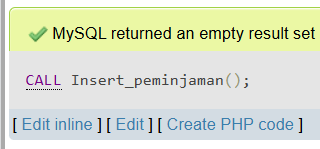 MySQL returned an empty result set
CALL Insert_peminjaman();
[ Edit inline ] [ Edit ] [ Create PHP code ]